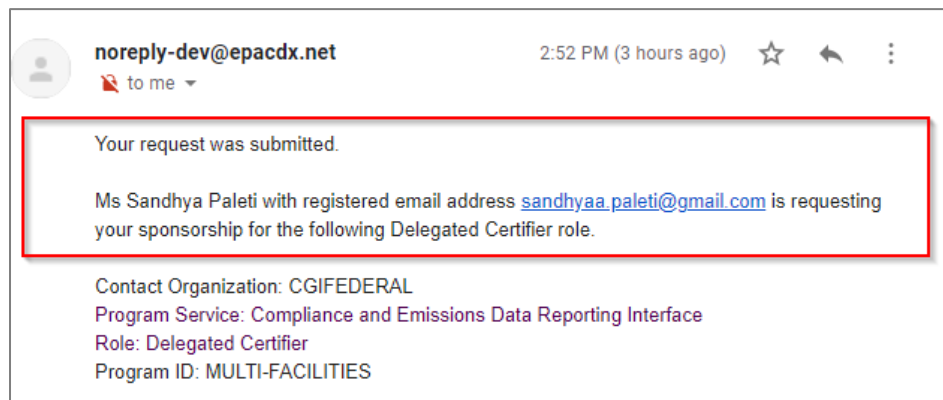 noreply-dev@epacdx.net 2:52 PM (3 hours ago)
to me
Your request was submitted.
Ms Sandhya Paleti with registered email address sandhyaa.paleti@gmail.com is requesting
your sponsorship for the following Delegated Certifier role.
Contact Organization: CGIFEDERAL
Program Service: Compliance and Emissions Data Reporting Interface
Role: Delegated Certifier
Program ID: MULTI-FACILITIES